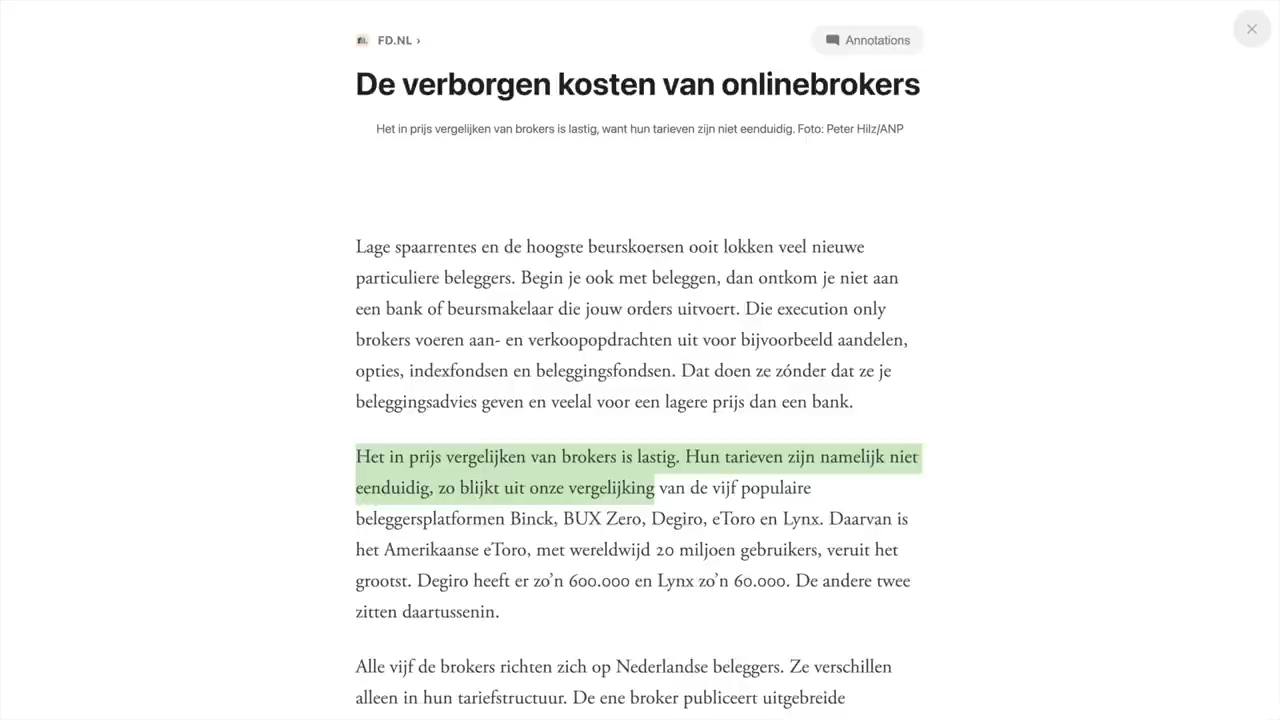 FD.NL ›
Annotations
De verborgen kosten van onlinebrokers
Het in prijs vergelijken van brokers is lastig, want hun tarieven zijn niet eenduidig. Foto: Peter Hilz/ANP
Lage spaarrentes en de hoogste beurskoersen ooit lokken veel nieuwe
particuliere beleggers. Begin je ook met beleggen, dan ontkom je niet aan
een bank of beursmakelaar die jouw orders uitvoert. Die execution only
brokers voeren aan- en verkoopopdrachten uit voor bijvoorbeeld aandelen,
opties, indexfondsen en beleggingsfondsen. Dat doen ze zónder dat ze je
beleggingsadvies geven en veelal voor een lagere prijs dan een bank.
Het in prijs vergelijken van brokers is lastig. Hun tarieven zijn namelijk niet
eenduidig, zo blijkt uit onze vergelijking van de vijf populaire
beleggersplatformen Binck, BUX Zero, Degiro, eToro en Lynx. Daarvan is
het Amerikaanse eToro, met wereldwijd 20 miljoen gebruikers, veruit het
grootst. Degiro heeft er zo’n 600.000 en Lynx zo’n 60.000. De andere twee
zitten daartussenin.
Alle vijf de brokers richten zich op Nederlandse beleggers. Ze verschillen
alleen in hun tariefstructuur. De ene broker publiceert uitgebreide